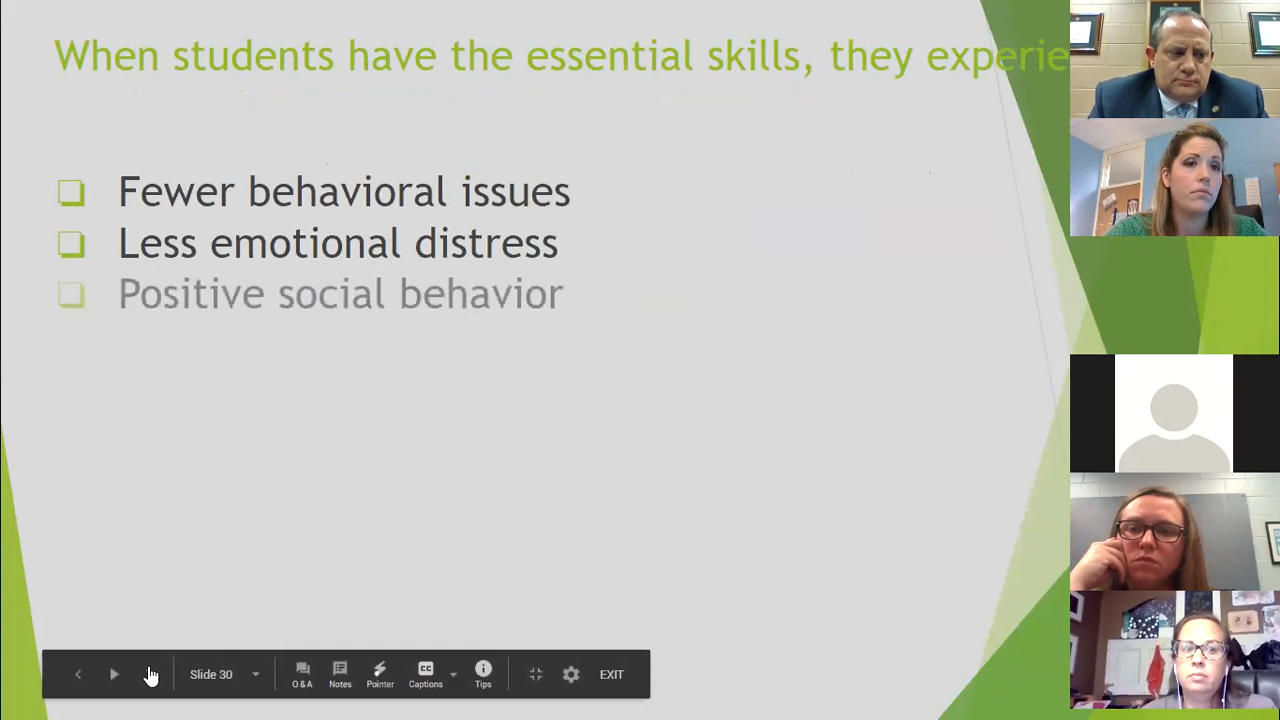 When students have the essential skills, they experie
Fewer behavioral issues
Less emotional distress
Positive social behavior
Slide 30
Q & A
Notes
Pointer
CC
Captions
Tips
EXIT